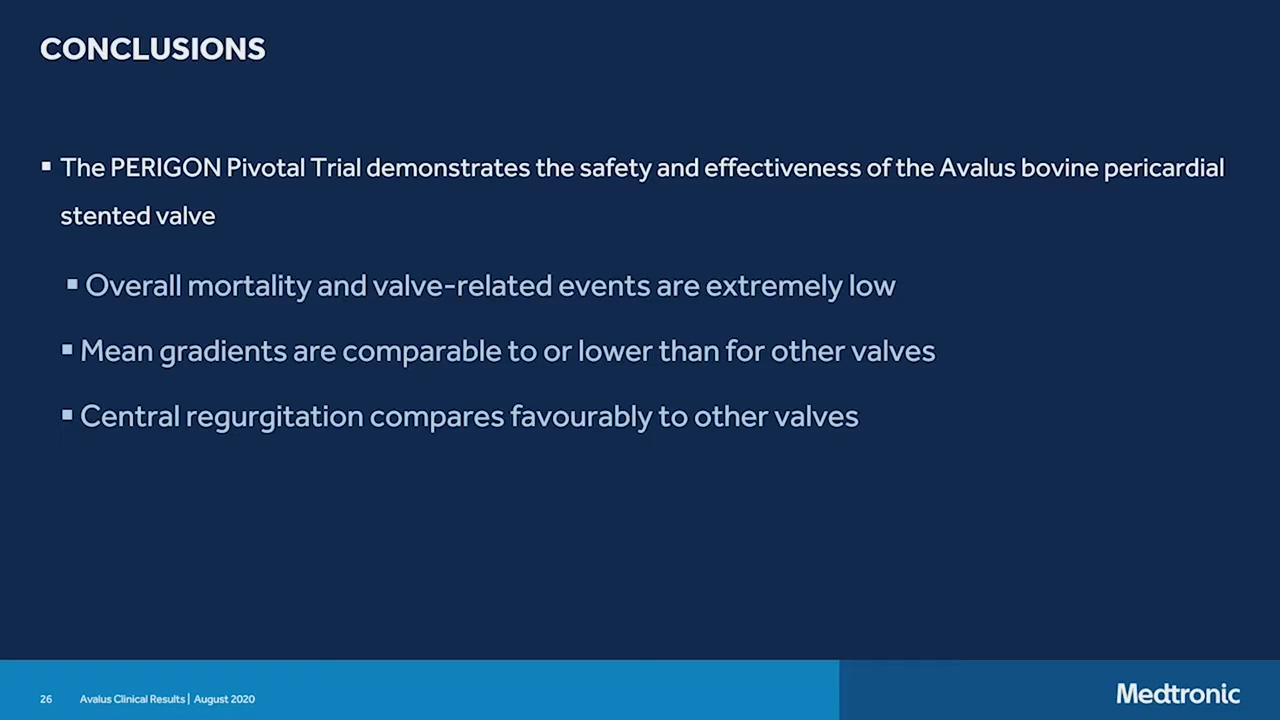 CONCLUSIONS
▪ The PERIGON Pivotal Trial demonstrates the safety and effectiveness of the Avalus bovine pericardial
stented valve
▪ Overall mortality and valve-related events are extremely low
▪ Mean gradients are comparable to or lower than for other valves
▪ Central regurgitation compares favourably to other valves
26 Avalus Clinical Results | August 2020
Medtronic